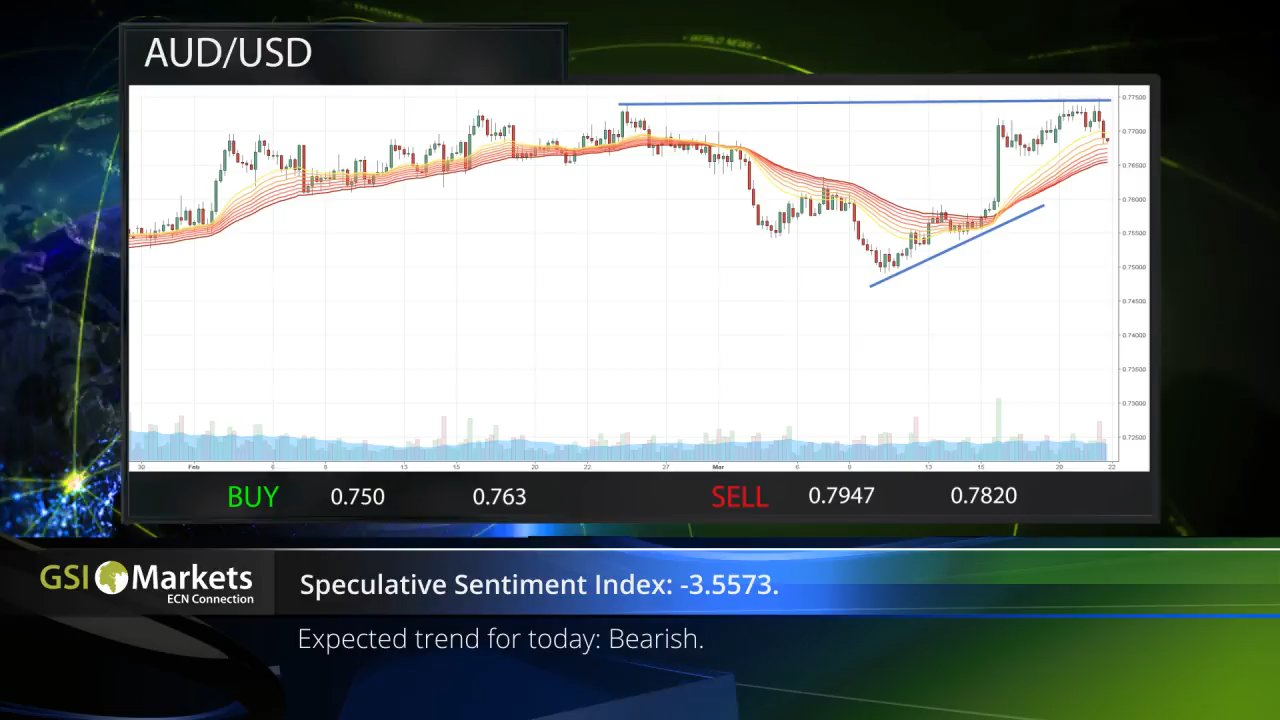 WORLD NEWS
AUD/USD
0.77500
0.77000
0.76500
0.76000
0.75500
0.75000
0.74500
0.74000
0.73500
0.73000
0.72500
30 Feb 6 9 13 15 20 22 27 Mar 6 9 13 15 20 22
BUY 0.750 0.763 SELL 0.7947 0.7820
GSI Markets
ECN Connection
Speculative Sentiment Index: -3.5573.
Expected trend for today: Bearish.